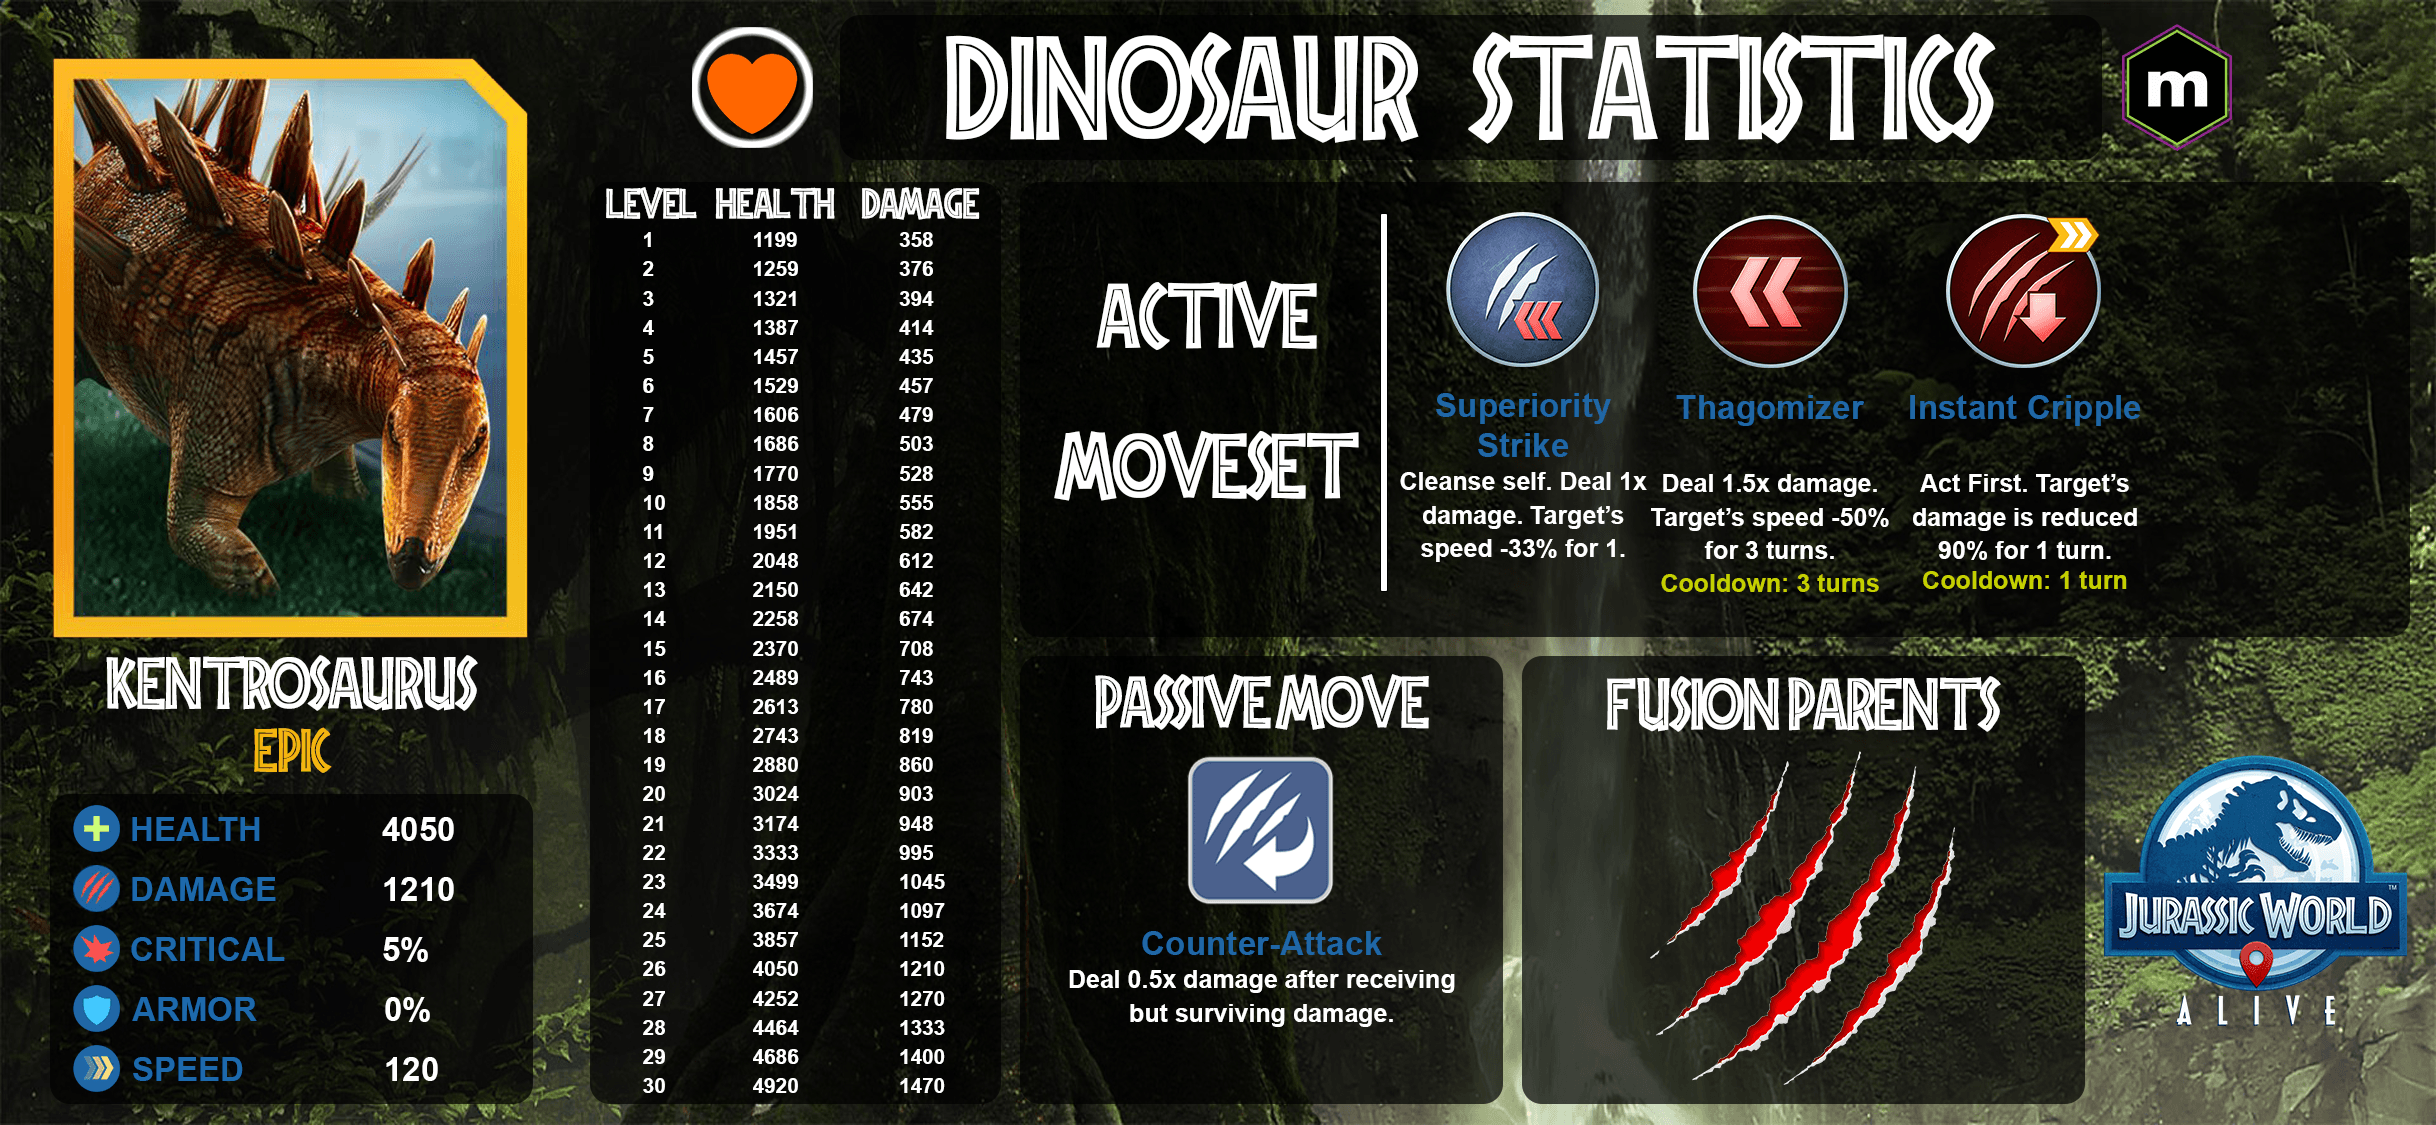 DINOSAUR STATISTICS
m
KENTROSAURUS
EPIC
HEALTH 4050
DAMAGE 1210
CRITICAL 5%
ARMOR 0%
SPEED 120
LEVEL HEALTH DAMAGE
1 1199 358
2 1259 376
3 1321 394
4 1387 414
5 1457 435
6 1529 457
7 1606 479
8 1686 503
9 1770 528
10 1858 555
11 1951 582
12 2048 612
13 2150 642
14 2258 674
15 2370 708
16 2489 743
17 2613 780
18 2743 819
19 2880 860
20 3024 903
21 3174 948
22 3333 995
23 3499 1045
24 3674 1097
25 3857 1152
26 4050 1210
27 4252 1270
28 4464 1333
29 4686 1400
30 4920 1470
ACTIVE
MOVESET
Superiority
Strike
Cleanse self. Deal 1x
damage. Target's
speed -33% for 1.
Thagomizer
Deal 1.5x damage.
Target's speed -50%
for 3 turns.
Cooldown: 3 turns
Instant Cripple
Act First. Target's
damage is reduced
90% for 1 turn.
Cooldown: 1 turn
PASSIVE MOVE
Counter-Attack
Deal 0.5x damage after receiving
but surviving damage.
FUSION PARENTS
JURASSIC WORLD™
ALIVE